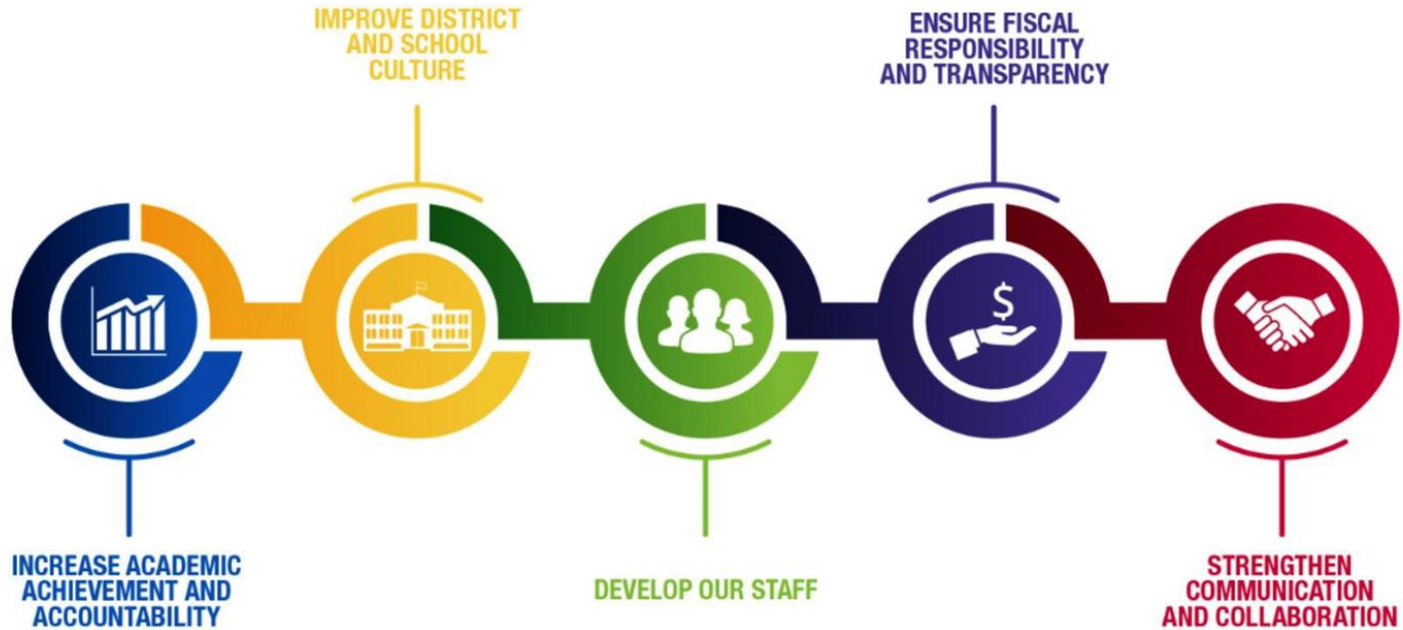 IMPROVE DISTRICT
AND SCHOOL
CULTURE
ENSURE FISCAL
RESPONSIBILITY
AND TRANSPARENCY
$
INCREASE ACADEMIC
ACHIEVEMENT AND
ACCOUNTABILITY
DEVELOP OUR STAFF
STRENGTHEN
COMMUNICATION
AND COLLABORATION